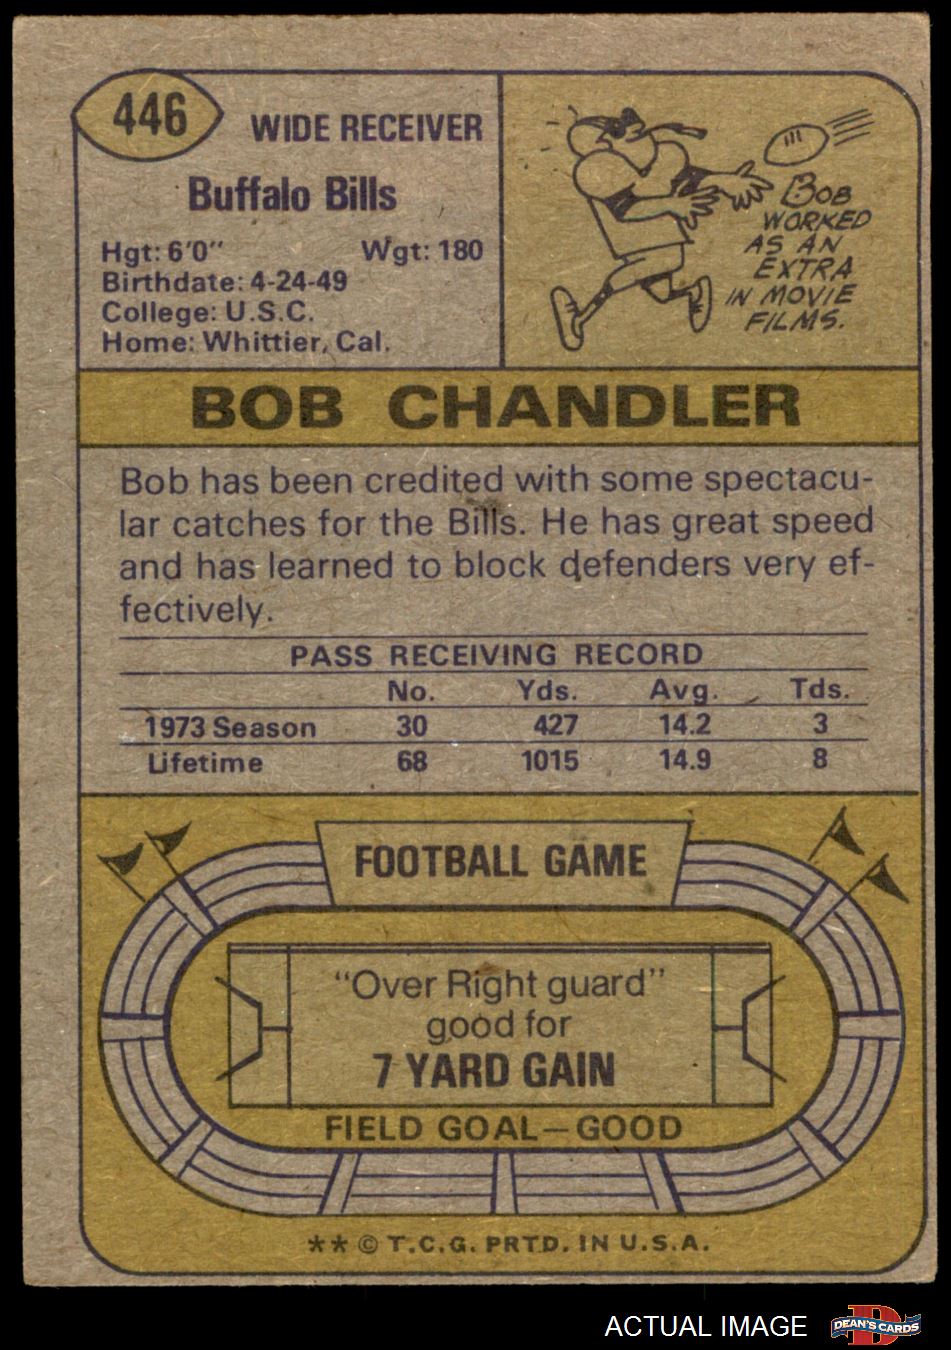 446
WIDE RECEIVER
Buffalo Bills
Hgt: 6'0" Wgt: 180
Birthdate: 4-24-49
College: U.S.C.
Home: Whittier, Cal.
BOB
WORKED
AS AN
EXTRA
IN MOVIE
FILMS.
BOB CHANDLER
Bob has been credited with some spectacu-
lar catches for the Bills. He has great speed
and has learned to block defenders very ef-
fectively.
PASS RECEIVING RECORD
No. Yds. Avg. Tds.
1973 Season 30 427 14.2 3
Lifetime 68 1015 14.9 8
FOOTBALL GAME
"Over Right guard"
good for
7 YARD GAIN
FIELD GOAL—GOOD
** © T.C.G. PRTD. IN U.S.A.
ACTUAL IMAGE
D
DEAN'S CARDS